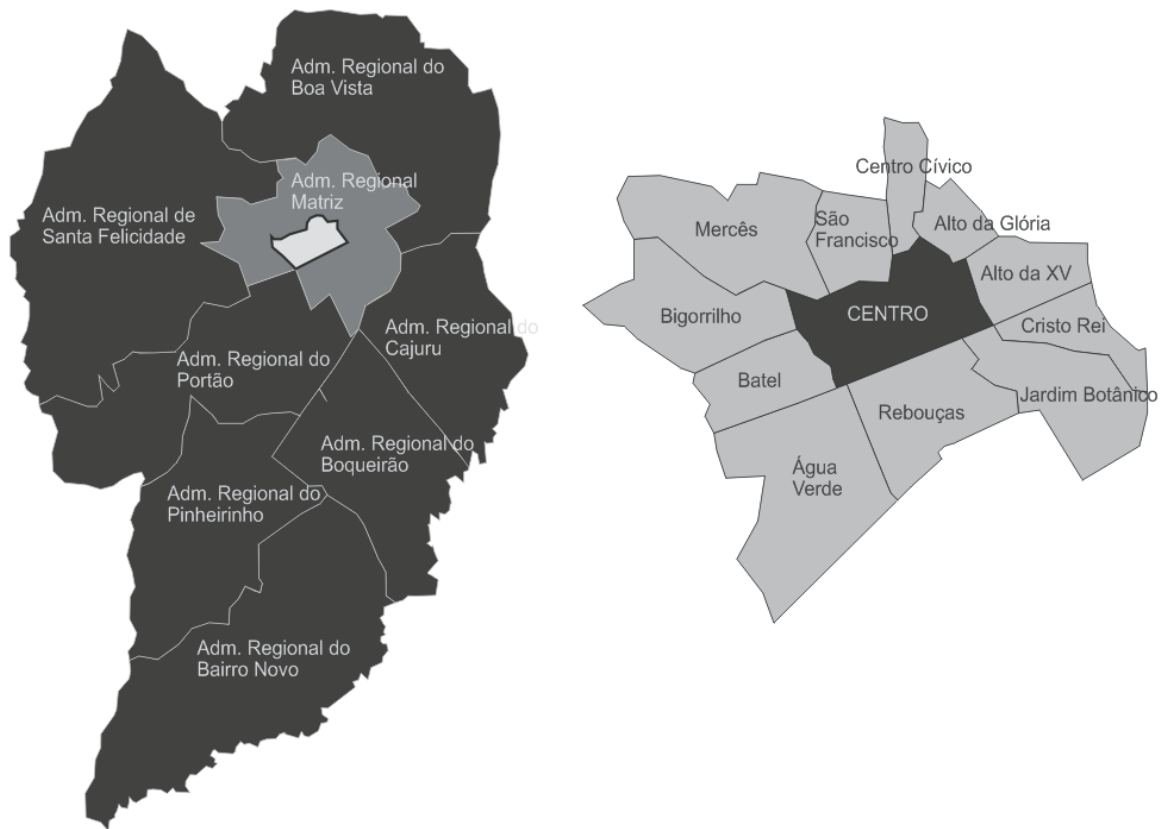 Adm. Regional do
Boa Vista
Adm. Regional
Matriz
Adm. Regional de
Santa Felicidade
Adm. Regional do
Cajuru
Adm. Regional do
Portão
Adm. Regional do
Boqueirão
Adm. Regional do
Pinheirinho
Adm. Regional do
Bairro Novo
Centro Cívico
Mercês
São
Francisco
Alto da Glória
Alto da XV
Bigorrilho
CENTRO
Cristo Rei
Batel
Rebouças
Jardim Botânico
Água
Verde